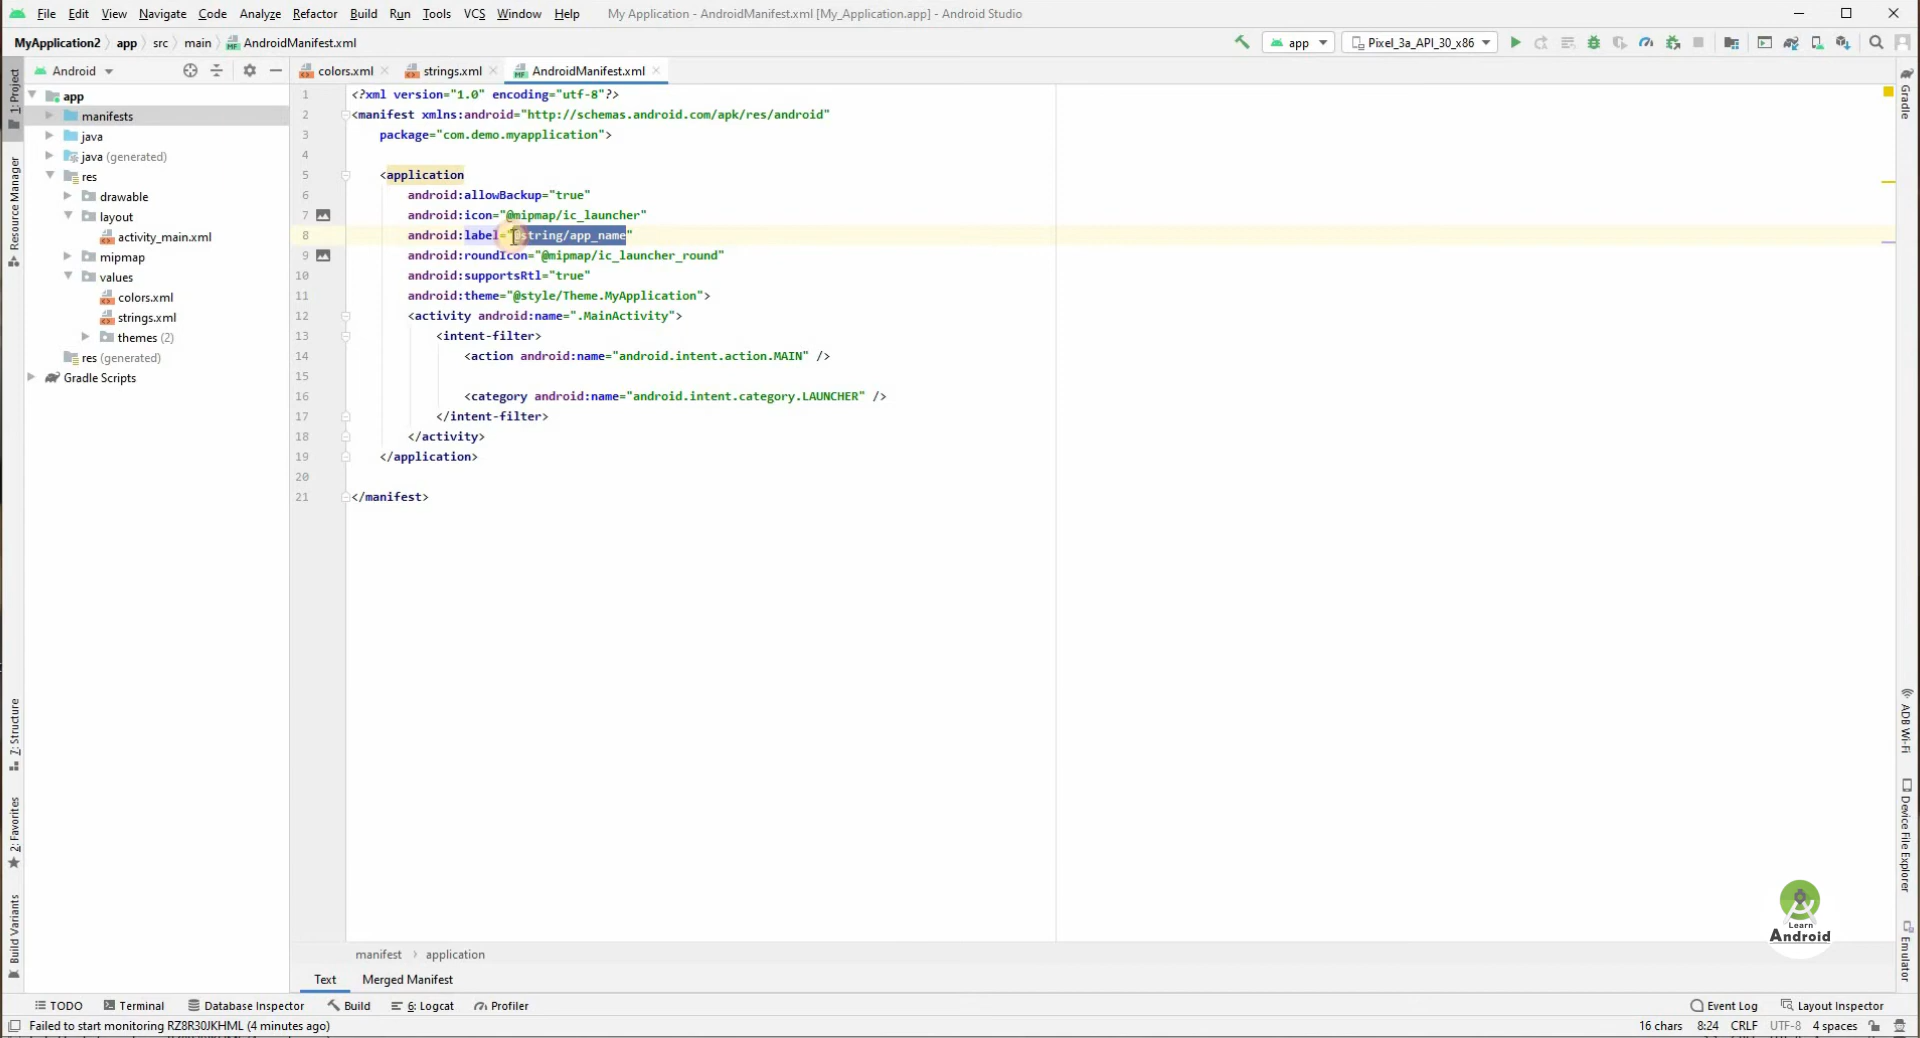 File Edit View Navigate Code Analyze Refactor Build Run Tools VCS Window Help My Application - AndroidManifest.xml [My_Application.app] - Android Studio
MyApplication2 app src main AndroidManifest.xml app Pixel_3a_API_30_x86
1: Project
Resource Manager
7: Structure
2: Favorites
Build Variants
Android
app
manifests
java
java (generated)
res
drawable
layout
activity_main.xml
mipmap
values
colors.xml
strings.xml
themes (2)
res (generated)
Gradle Scripts
colors.xml strings.xml AndroidManifest.xml
1 <?xml version="1.0" encoding="utf-8"?>
2 <manifest xmlns:android="http://schemas.android.com/apk/res/android"
3 package="com.demo.myapplication">
4
5 <application
6 android:allowBackup="true"
7 android:icon="@mipmap/ic_launcher"
8 android:label="@string/app_name"
9 android:roundIcon="@mipmap/ic_launcher_round"
10 android:supportsRtl="true"
11 android:theme="@style/Theme.MyApplication">
12 <activity android:name=".MainActivity">
13 <intent-filter>
14 <action android:name="android.intent.action.MAIN" />
15
16 <category android:name="android.intent.category.LAUNCHER" />
17 </intent-filter>
18 </activity>
19 </application>
20
21 </manifest>
Gradle
ADB Wi-Fi
Device File Explorer
Emulator
Learn
Android
manifest application
Text Merged Manifest
TODO Terminal Database Inspector Build 6: Logcat Profiler Event Log Layout Inspector
Failed to start monitoring RZ8R30JKHML (4 minutes ago) 16 chars 8:24 CRLF UTF-8 4 spaces